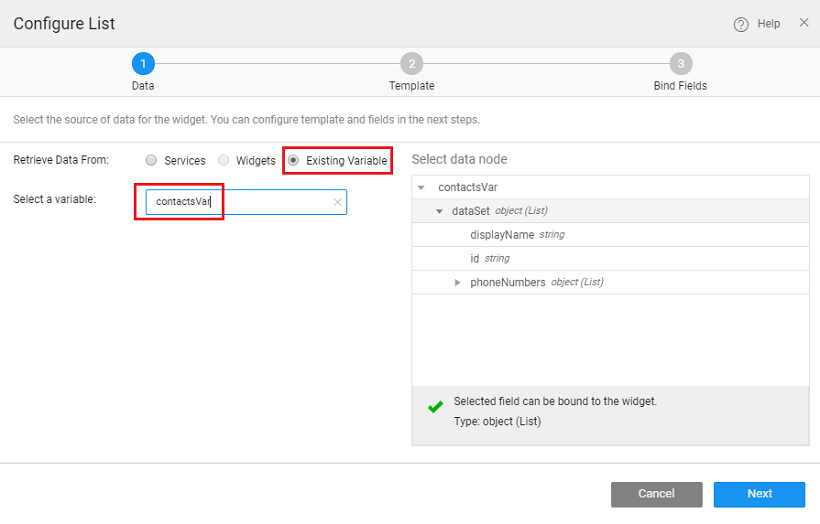 Configure List
? Help ×
1 2 3
Data Template Bind Fields
Select the source of data for the widget. You can configure template and fields in the next steps.
Retrieve Data From: Services Widgets Existing Variable
Select a variable: contactsVar
Select data node
contactsVar
dataSet object (List)
displayName string
id string
phoneNumbers object (List)
Selected field can be bound to the widget.
Type: object (List)
Cancel Next